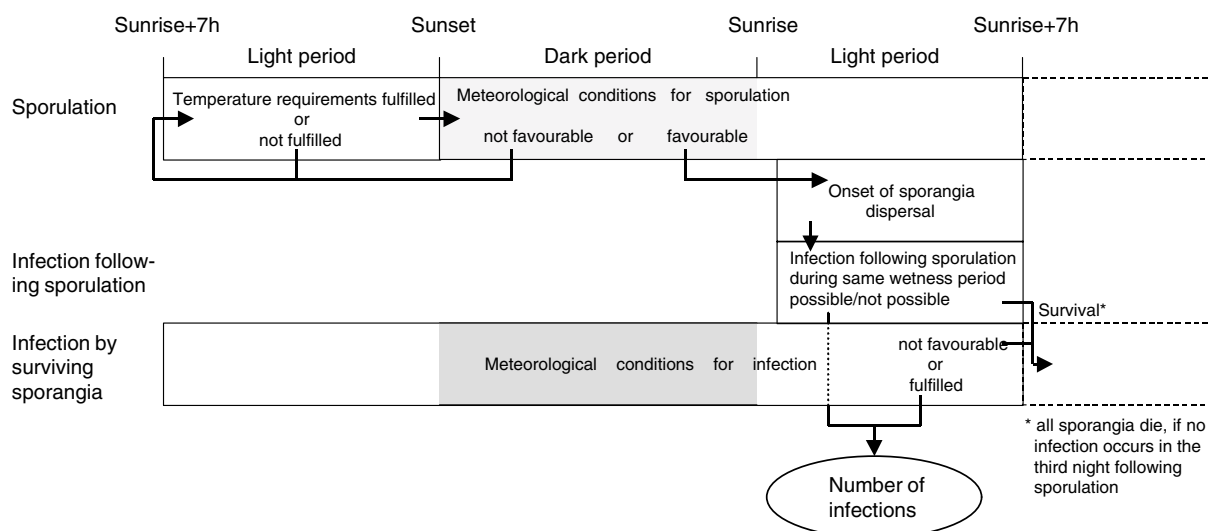 Sunrise+7h Sunset Sunrise Sunrise+7h
Light period Dark period Light period
Sporulation
Temperature requirements fulfilled
or
not fulfilled
Meteorological conditions for sporulation
not favourable or favourable
Onset of sporangia
dispersal
Infection follow-
ing sporulation
Infection following sporulation
during same wetness period
possible/not possible
Survival*
Infection by
surviving
sporangia
Meteorological conditions for infection
not favourable
or
fulfilled
* all sporangia die, if no
infection occurs in the
third night following
sporulation
Number of
infections